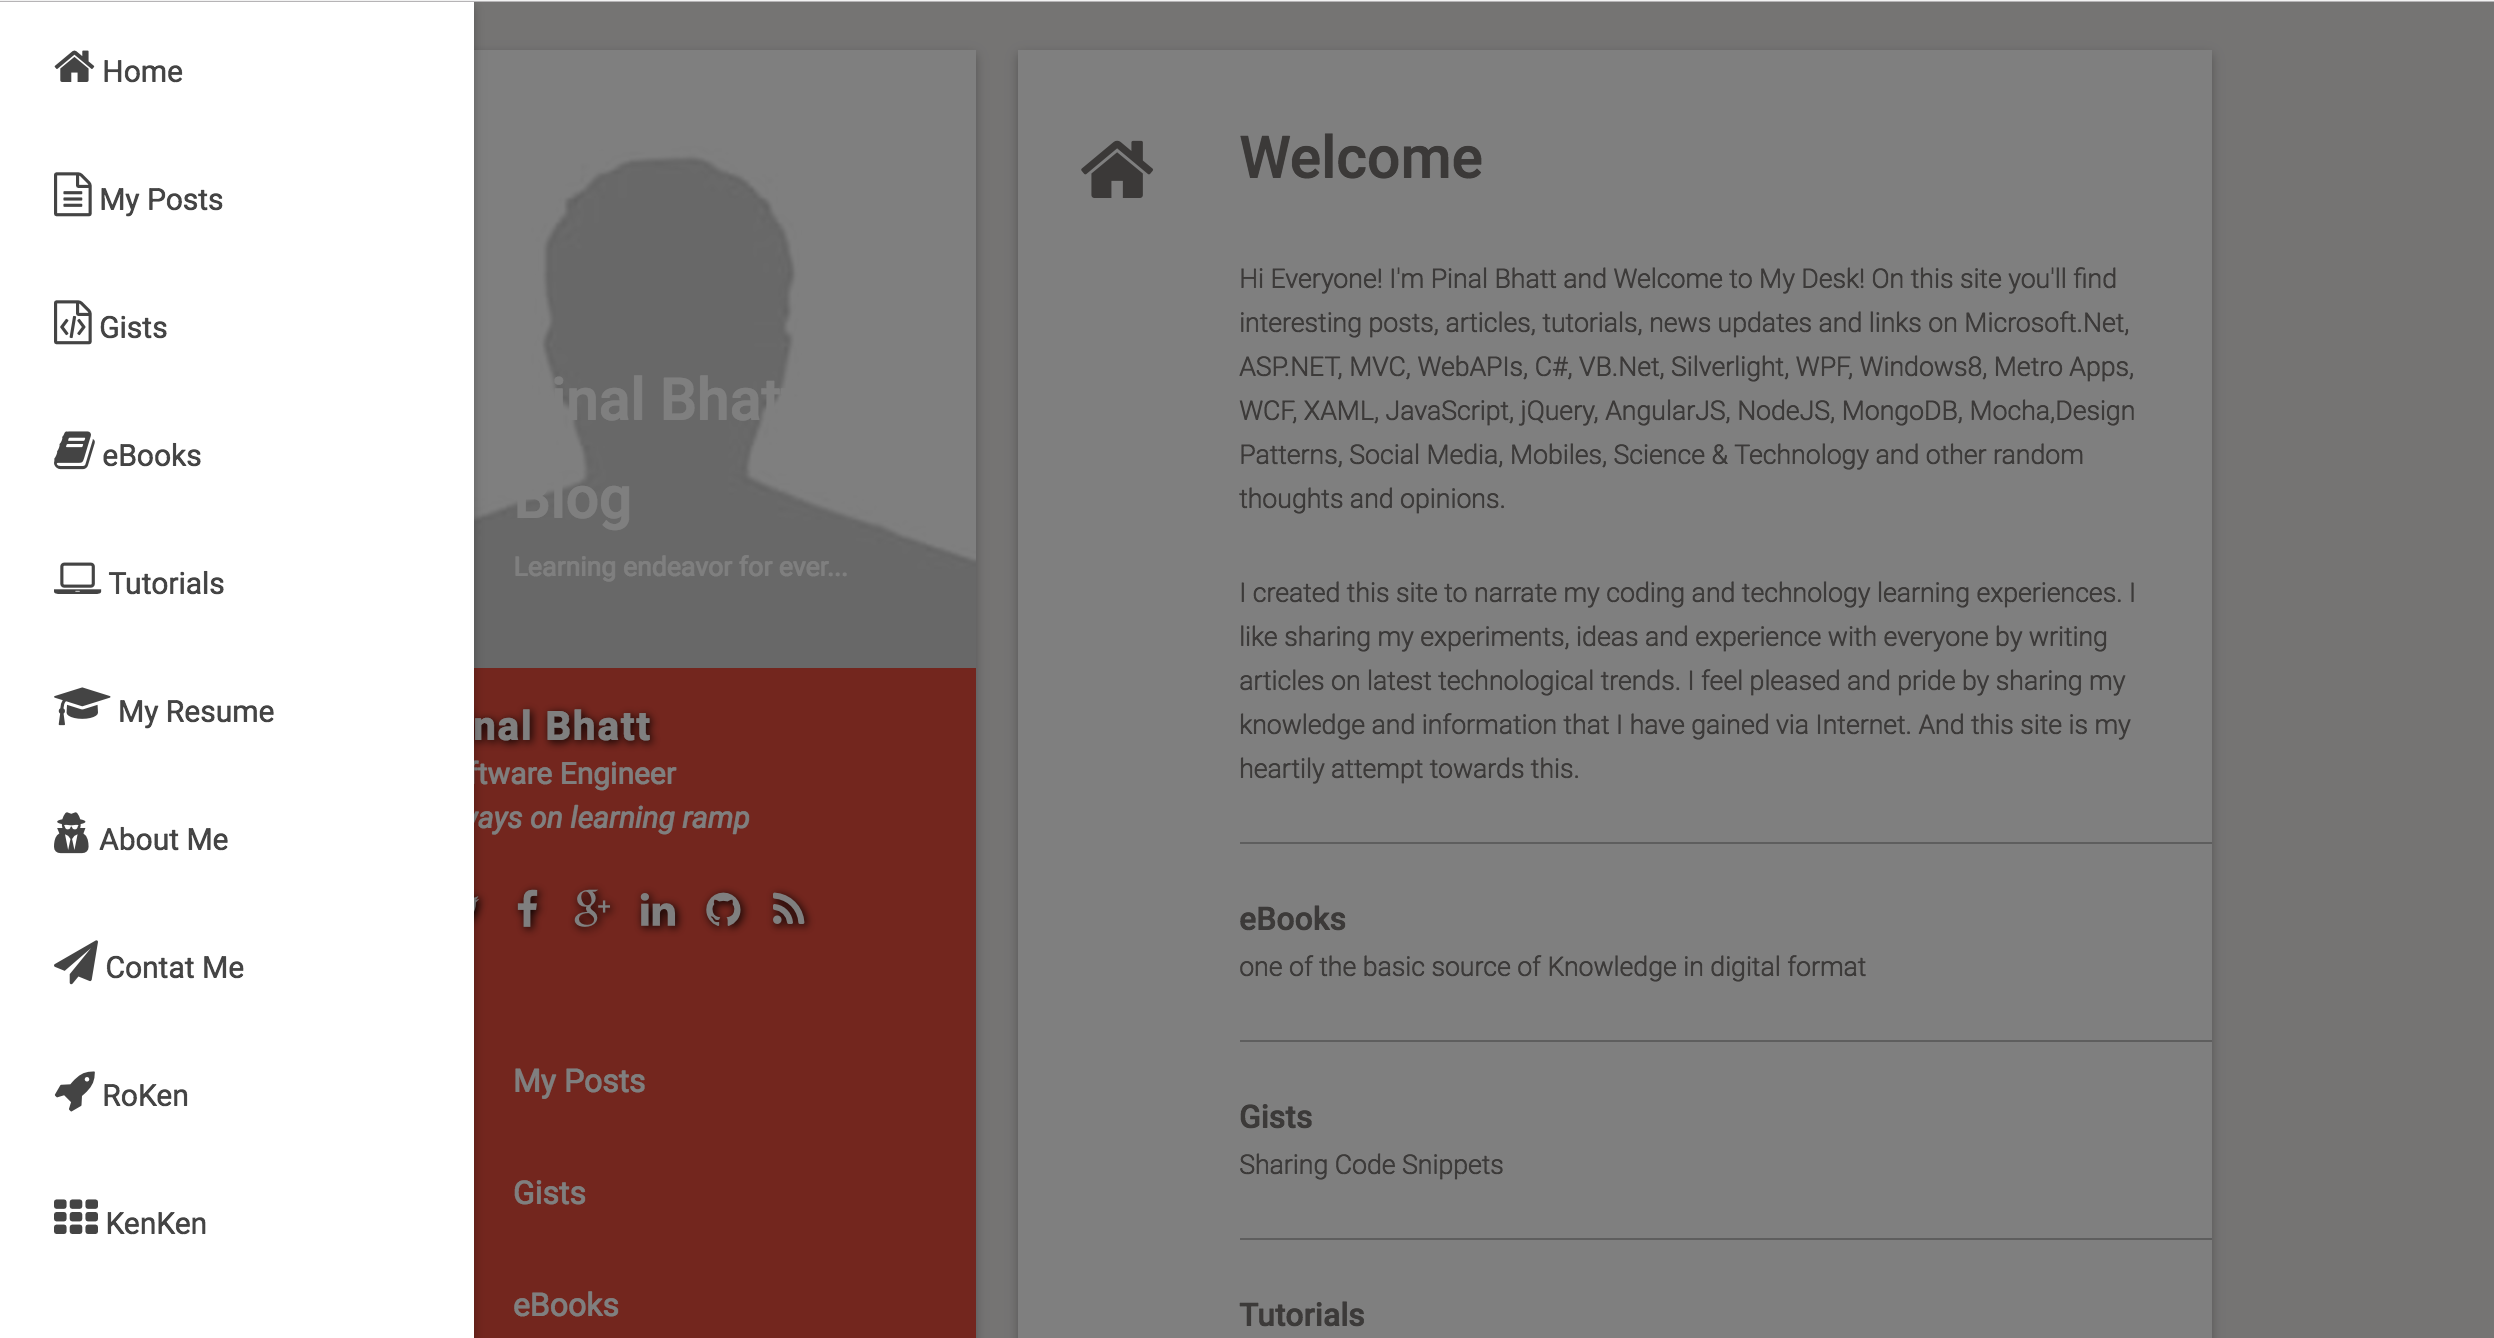 Home
My Posts
Gists
eBooks
Tutorials
My Resume
About Me
Contat Me
RoKen
KenKen
inal Bhatt
Blog
Learning endeavor for ever...
nal Bhatt
ftware Engineer
ways on learning ramp
My Posts
Gists
eBooks
Welcome
Hi Everyone! I'm Pinal Bhatt and Welcome to My Desk! On this site you'll find
interesting posts, articles, tutorials, news updates and links on Microsoft.Net,
ASP.NET, MVC, WebAPIs, C#, VB.Net, Silverlight, WPF, Windows8, Metro Apps,
WCF, XAML, JavaScript, jQuery, AngularJS, NodeJS, MongoDB, Mocha,Design
Patterns, Social Media, Mobiles, Science & Technology and other random
thoughts and opinions.
I created this site to narrate my coding and technology learning experiences. I
like sharing my experiments, ideas and experience with everyone by writing
articles on latest technological trends. I feel pleased and pride by sharing my
knowledge and information that I have gained via Internet. And this site is my
heartily attempt towards this.
eBooks
one of the basic source of Knowledge in digital format
Gists
Sharing Code Snippets
Tutorials